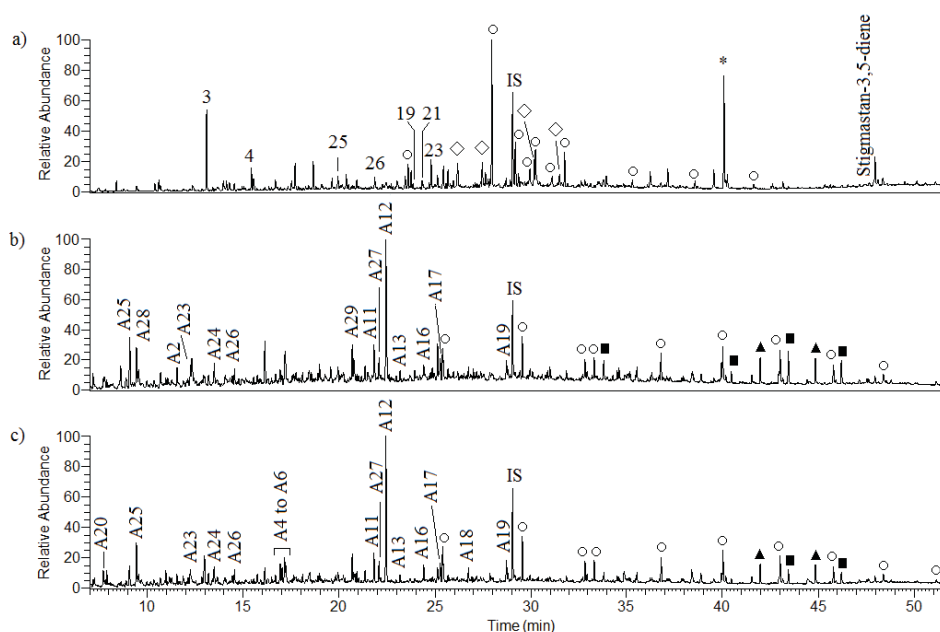 a)
Relative Abundance
100
80
60
40
20
0
3
4
25
26
19
21
23
IS
*
Stigmastan-3,5-diene
b)
Relative Abundance
100
80
60
40
20
0
A25
A28
A2
A23
A24
A26
A29
A11
A27
A12
A13
A16
A17
A19
IS
c)
Relative Abundance
100
80
60
40
20
0
A20
A25
A23
A24
A26
A4 to A6
A11
A27
A12
A13
A16
A17
A18
A19
IS
10 15 20 25 30 35 40 45 50
Time (min)